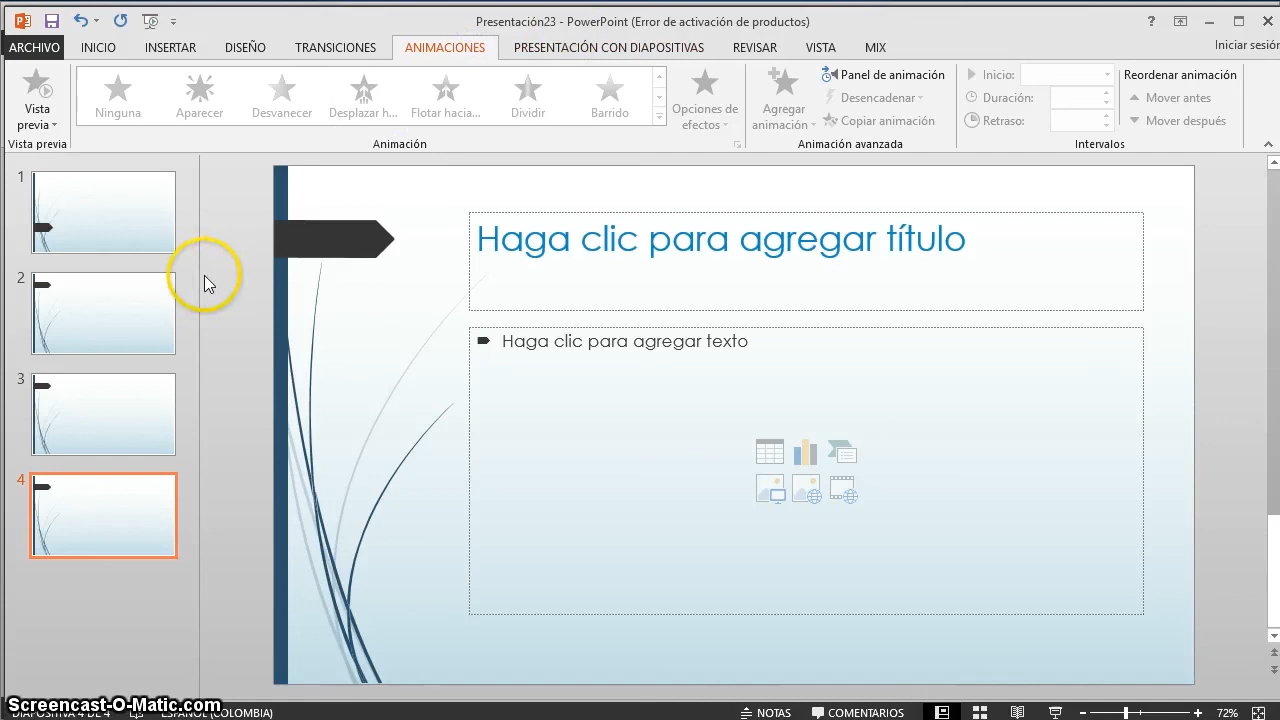 Presentación23 - PowerPoint (Error de activación de productos)
?
ARCHIVO INICIO INSERTAR DISEÑO TRANSICIONES ANIMACIONES PRESENTACIÓN CON DIAPOSITIVAS REVISAR VISTA MIX Iniciar sesión
Vista previa
Ninguna Aparecer Desvanecer Desplazar h... Flotar hacia... Dividir Barrido
Opciones de efectos
Agregar animación
Panel de animación
Desencadenar
Copiar animación
Inicio:
Duración:
Retraso:
Reordenar animación
Mover antes
Mover después
Vista previa Animación Animación avanzada Intervalos
1
2
3
4
Haga clic para agregar título
Haga clic para agregar texto
Screencast-O-Matic.com
DIAPOSITIVA 4 DE 4 ESPAÑOL (COLOMBIA) NOTAS COMENTARIOS 72%